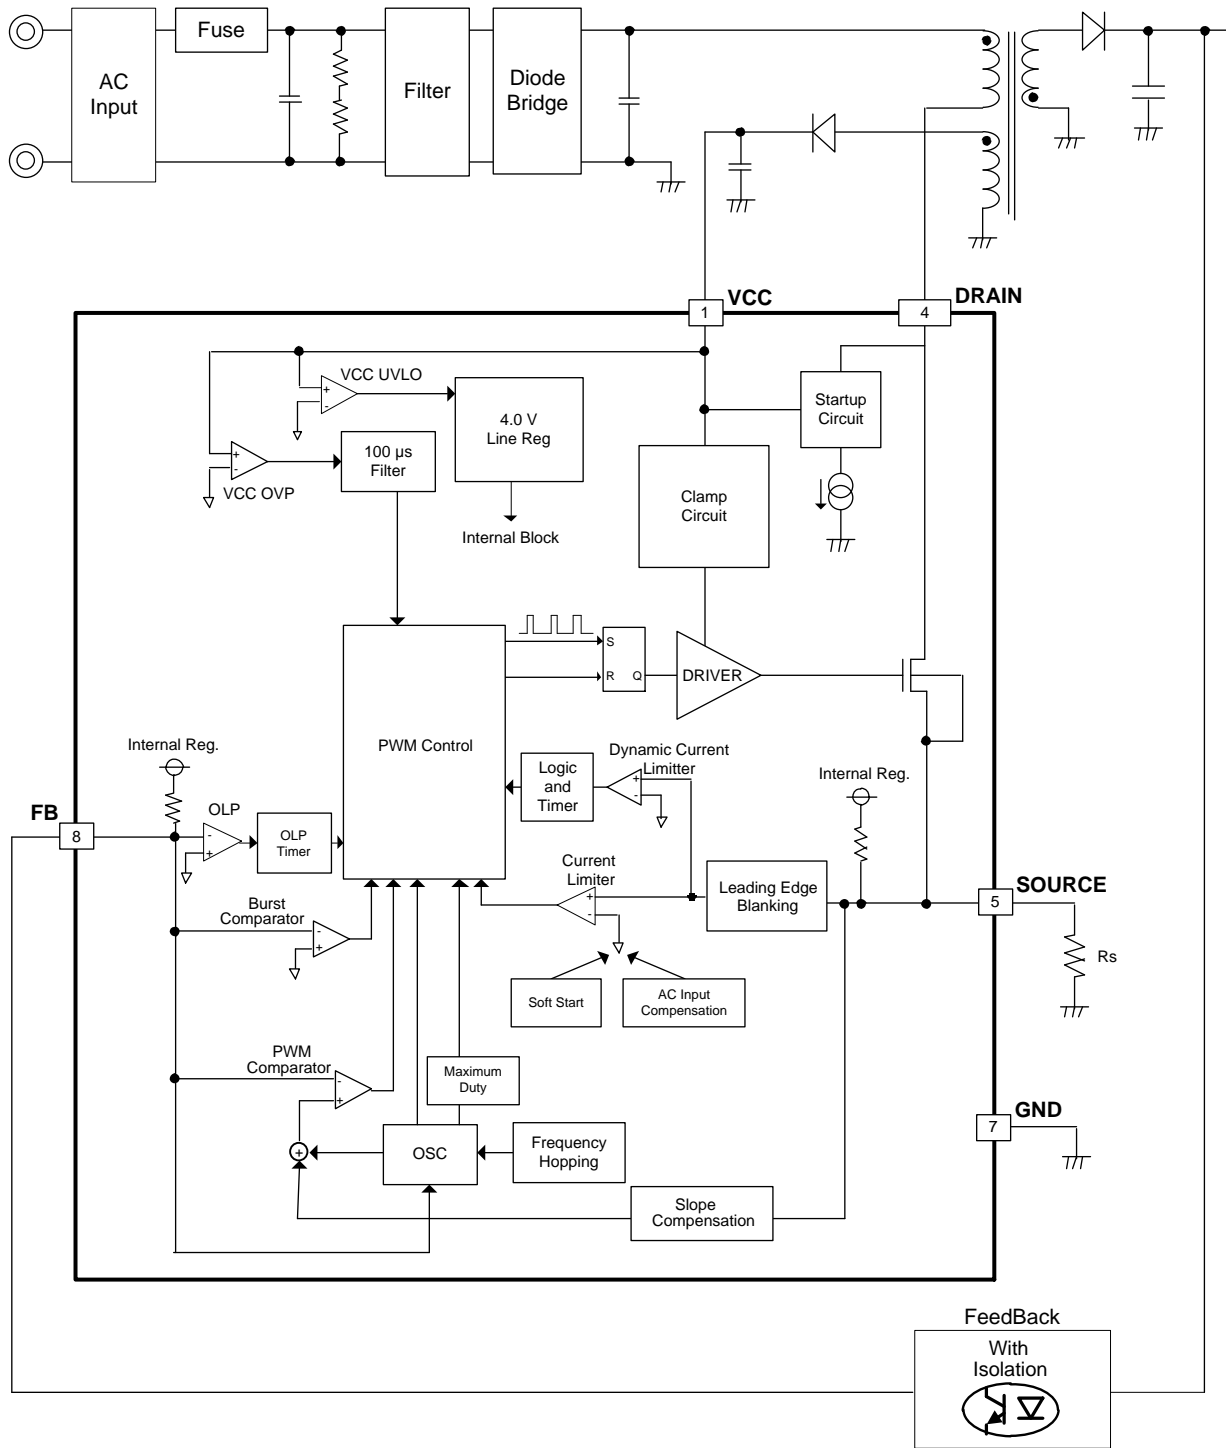 Fuse
AC
Input
Filter
Diode
Bridge
VCC
DRAIN
1
4
VCC UVLO
+
-
4.0 V
Line Reg
Startup
Circuit
+
-
100 µs
Filter
VCC OVP
Clamp
Circuit
Internal Block
S
R
Q
DRIVER
PWM Control
Internal Reg.
Dynamic Current
Limitter
Logic
and
Timer
+
-
Internal Reg.
FB
8
OLP
-
+
OLP
Timer
Current
Limiter
+
-
Leading Edge
Blanking
SOURCE
5
Burst
Comparator
-
+
Rs
Soft Start
AC Input
Compensation
PWM
Comparator
-
+
Maximum
Duty
GND
7
+
OSC
Frequency
Hopping
Slope
Compensation
FeedBack
With
Isolation